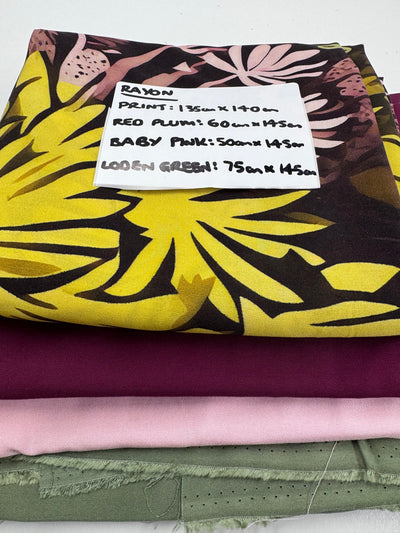 RAYON
PRINT: 135cm x 140cm
RED PLUM: 60cm x 145cm
BABY PINK: 50cm x 145cm
LODEN GREEN: 75cm x 145cm